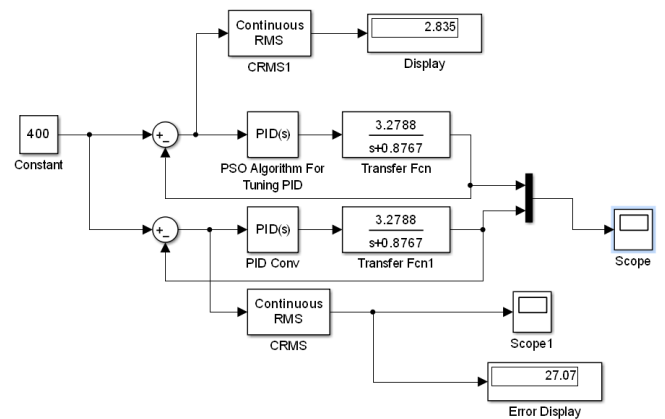 Continuous
RMS
CRMS1
2.835
Display
400
Constant
+
−
PID(s)
PSO Algorithm For
Tuning PID
3.2788
s+0.8767
Transfer Fcn
+
−
PID(s)
PID Conv
3.2788
s+0.8767
Transfer Fcn1
Scope
Continuous
RMS
CRMS
Scope1
27.07
Error Display